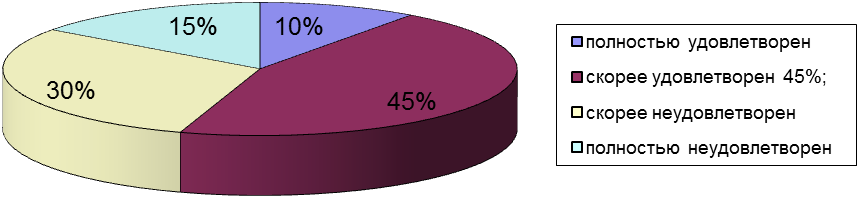 15%
10%
30%
45%
полностью удовлетворен
скорее удовлетворен 45%;
скорее неудовлетворен
полностью неудовлетворен